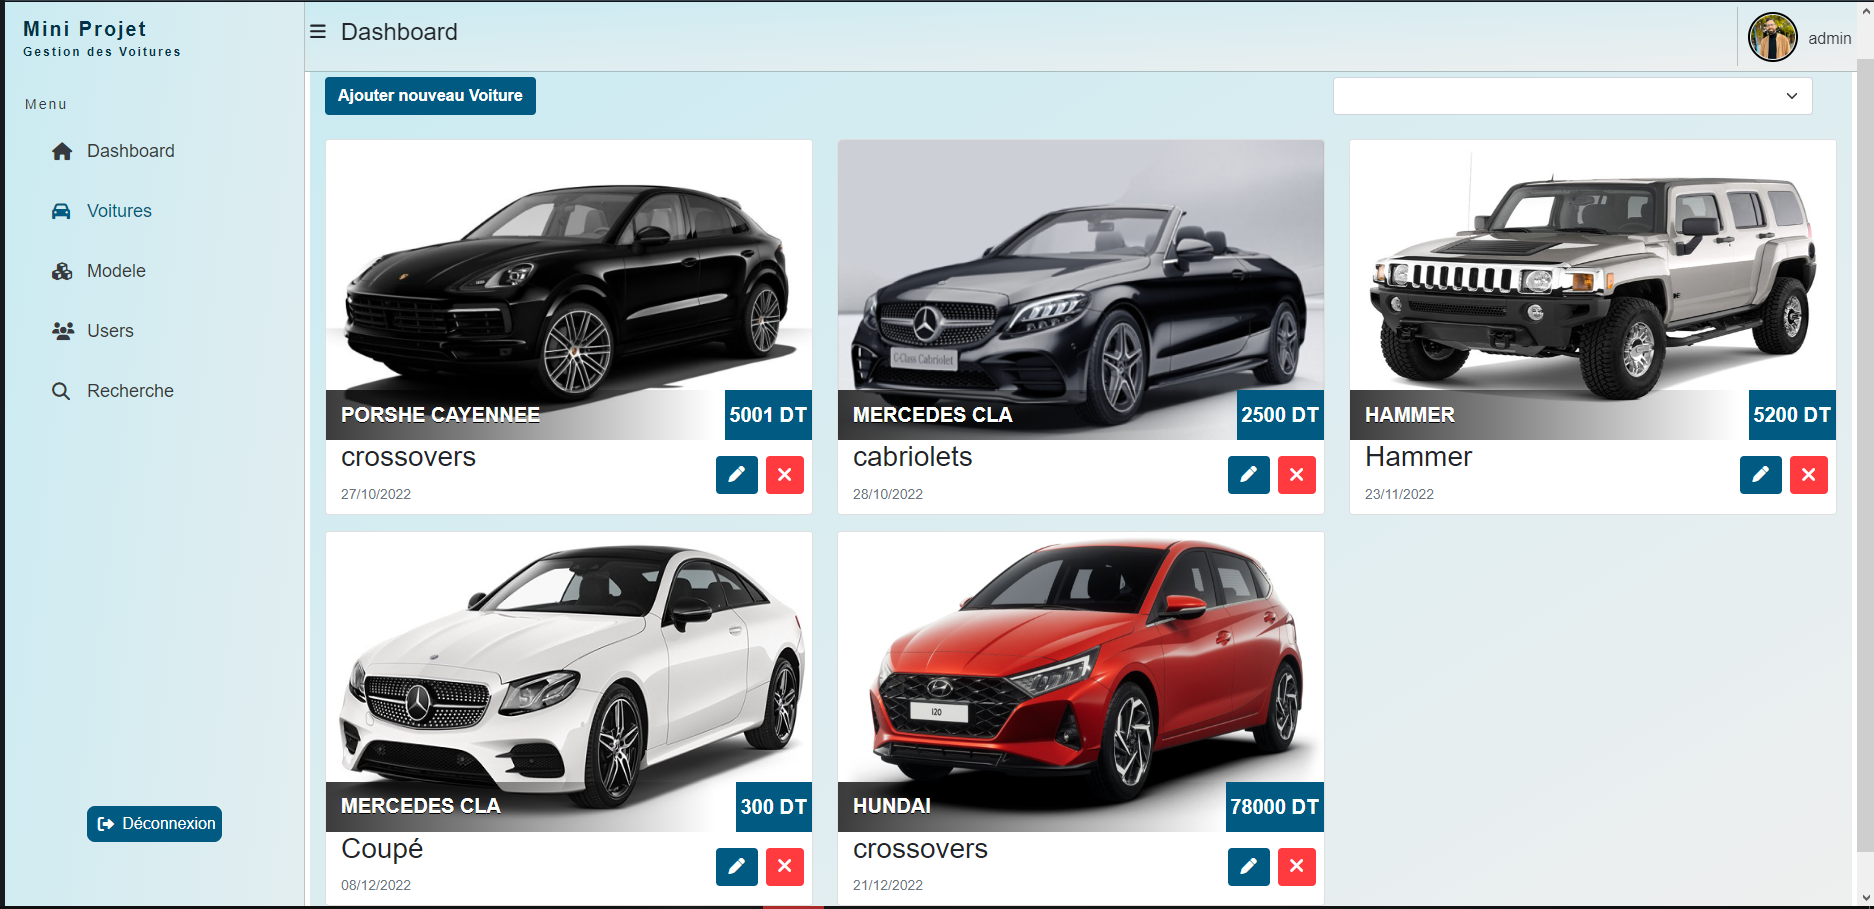 Mini Projet
Gestion des Voitures
Menu
Dashboard
Voitures
Modele
Users
Recherche
Déconnexion
Dashboard
admin
Ajouter nouveau Voiture
PORSHE CAYENNEE
5001 DT
crossovers
27/10/2022
C-Class Cabriolet
MERCEDES CLA
2500 DT
cabriolets
28/10/2022
HAMMER
5200 DT
Hammer
23/11/2022
MERCEDES CLA
300 DT
Coupé
08/12/2022
i20
HUNDAI
78000 DT
crossovers
21/12/2022